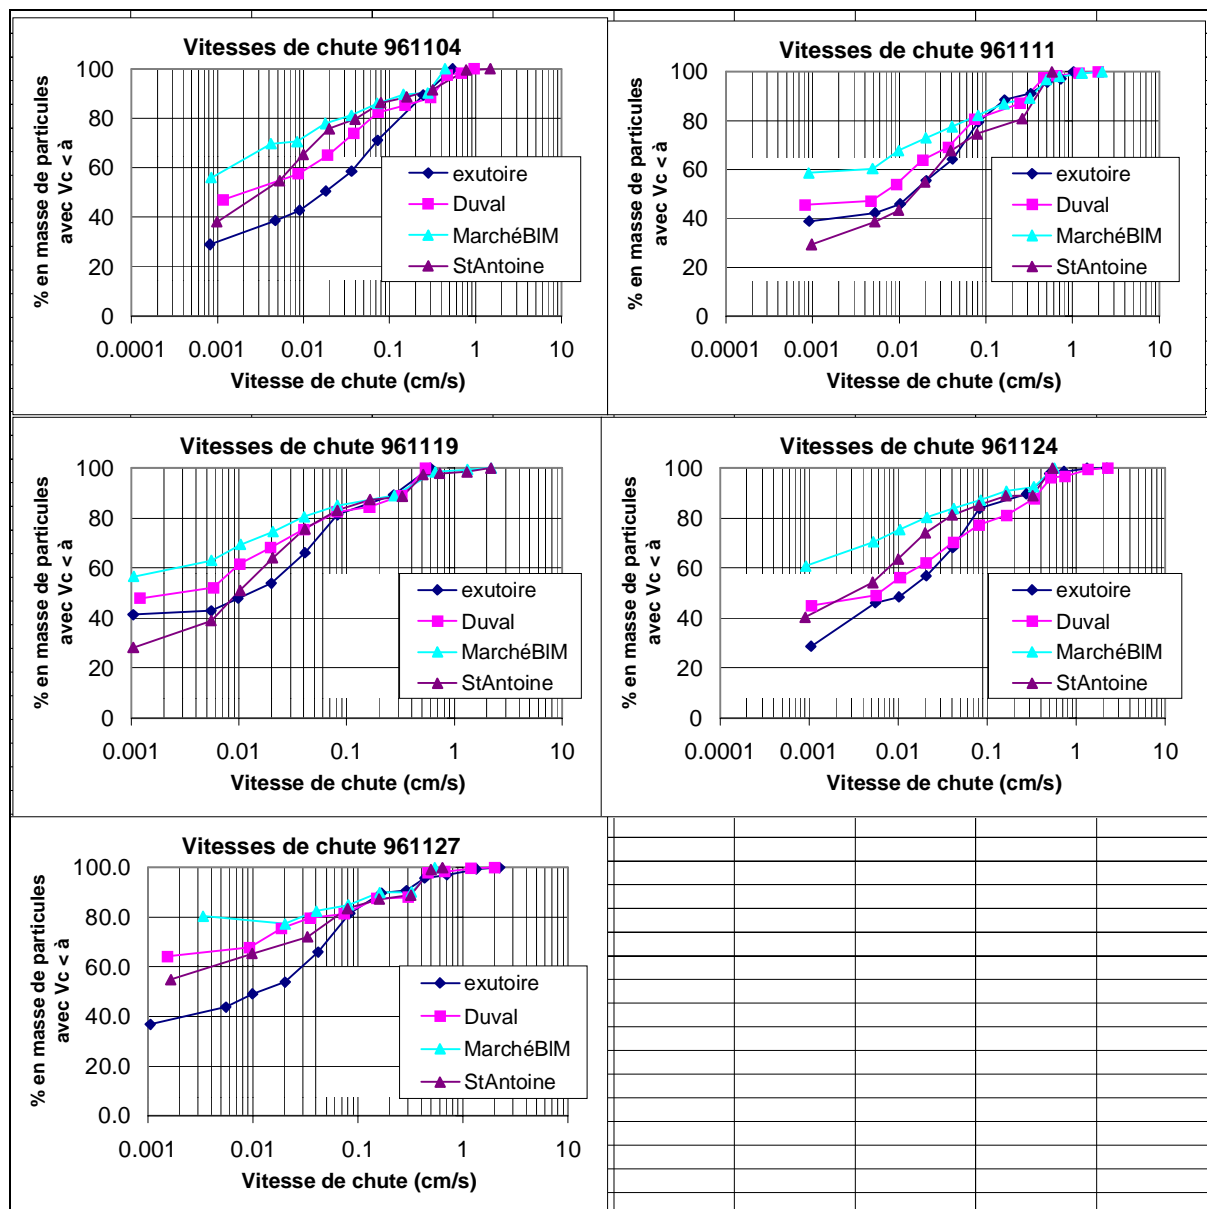 Vitesses de chute 961104
% en masse de particules
avec Vc < à
100
80
60
40
20
0
0.0001 0.001 0.01 0.1 1 10
Vitesse de chute (cm/s)
exutoire
Duval
MarchéBIM
StAntoine
Vitesses de chute 961111
% en masse de particules
avec Vc < à
100
80
60
40
20
0
0.0001 0.001 0.01 0.1 1 10
Vitesse de chute (cm/s)
exutoire
Duval
MarchéBlM
StAntoine
Vitesses de chute 961119
% en masse de particules
avec Vc < à
100
80
60
40
20
0
0.001 0.01 0.1 1 10
Vitesse de chute (cm/s)
exutoire
Duval
MarchéBlM
StAntoine
Vitesses de chute 961124
% en masse de particules
avec Vc < à
100
80
60
40
20
0
0.0001 0.001 0.01 0.1 1 10
Vitesse de chute (cm/s)
exutoire
Duval
MarchéBlM
StAntoine
Vitesses de chute 961127
% en masse de particules
avec Vc < à
100.0
80.0
60.0
40.0
20.0
0.0
0.001 0.01 0.1 1 10
Vitesse de chute (cm/s)
exutoire
Duval
MarchéBlM
StAntoine